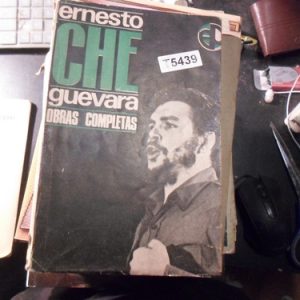 ernesto
CHE
guevara
OBRAS COMPLETAS
T5439